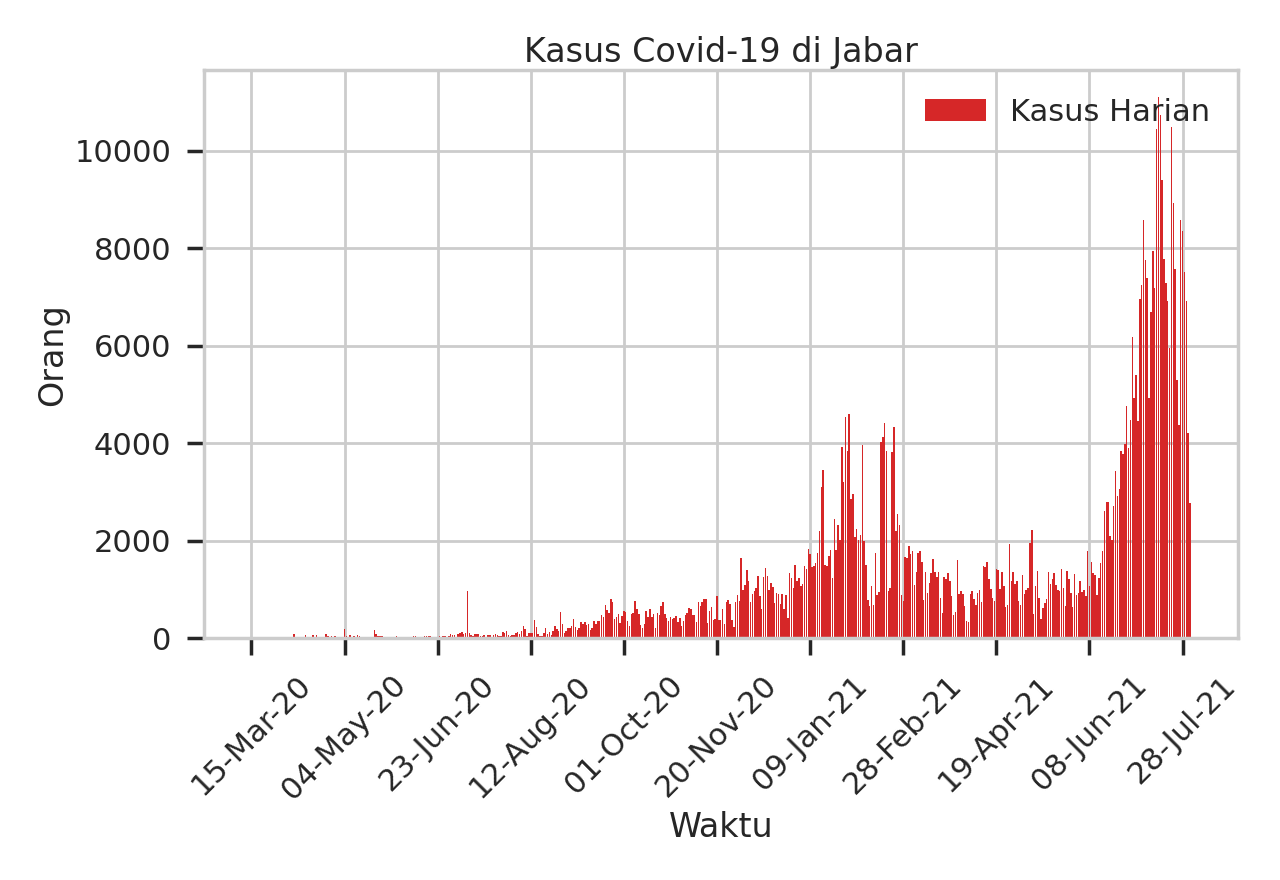 Kasus Covid-19 di Jabar
Kasus Harian
Orang
10000
8000
6000
4000
2000
0
15-Mar-20
04-May-20
23-Jun-20
12-Aug-20
01-Oct-20
20-Nov-20
09-Jan-21
28-Feb-21
19-Apr-21
08-Jun-21
28-Jul-21
Waktu